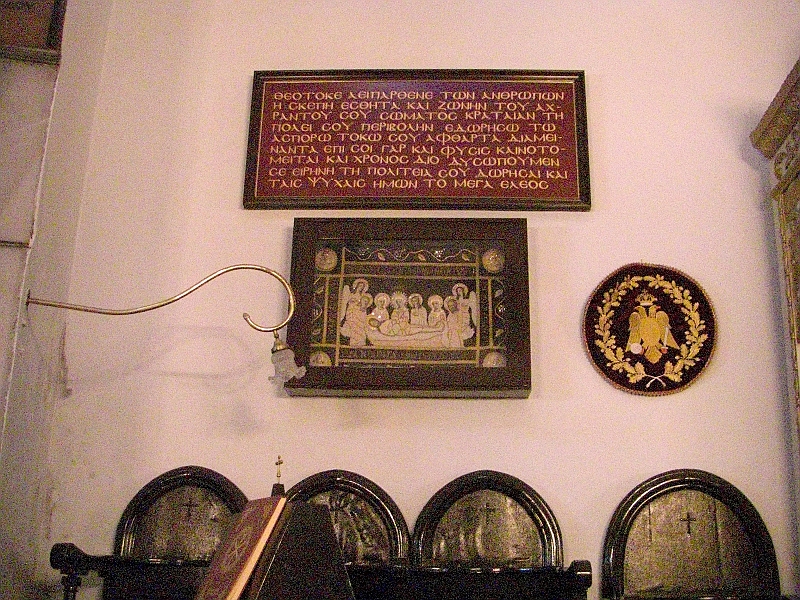 ΘΕΟΤΟΚΕ ΑΕΙΠΑΡΘΕΝΕ ΤΩΝ ΑΝΘΡΩΠΩΝ
Η ΣΚΕΠΗ ΕΣΘΗΤΑ ΚΑΙ ΖΩΝΗΝ ΤΟΥ ΑΧ-
ΡΑΝΤΟΥ ΣΟΥ ΣΩΜΑΤΟΣ ΚΡΑΤΑΙΑΝ ΤΗ
ΠΟΛΕΙ ΣΟΥ ΠΕΡΙΒΟΛΗΝ ΕΔΩΡΗΣΩ ΤΩ
ΑΣΠΟΡΩ ΤΟΚΩ ΣΟΥ ΑΦΘΑΡΤΑ ΔΙΑΜΕΙ-
ΝΑΝΤΑ ΕΠΙ ΣΟΙ ΓΑΡ ΚΑΙ ΦΥΣΙΣ ΚΑΙΝΟΤΟ-
ΜΕΙΤΑΙ ΚΑΙ ΧΡΟΝΟΣ ΔΙΟ ΔΥΣΩΠΟΥΜΕΝ
ΣΕ ΕΙΡΗΝΗ ΤΗ ΠΟΛΙΤΕΙΑ ΣΟΥ ΔΩΡΗΣΑΙ ΚΑΙ
ΤΑΙΣ ΨΥΧΑΙΣ ΗΜΩΝ ΤΟ ΜΕΓΑ ΕΛΕΟΣ